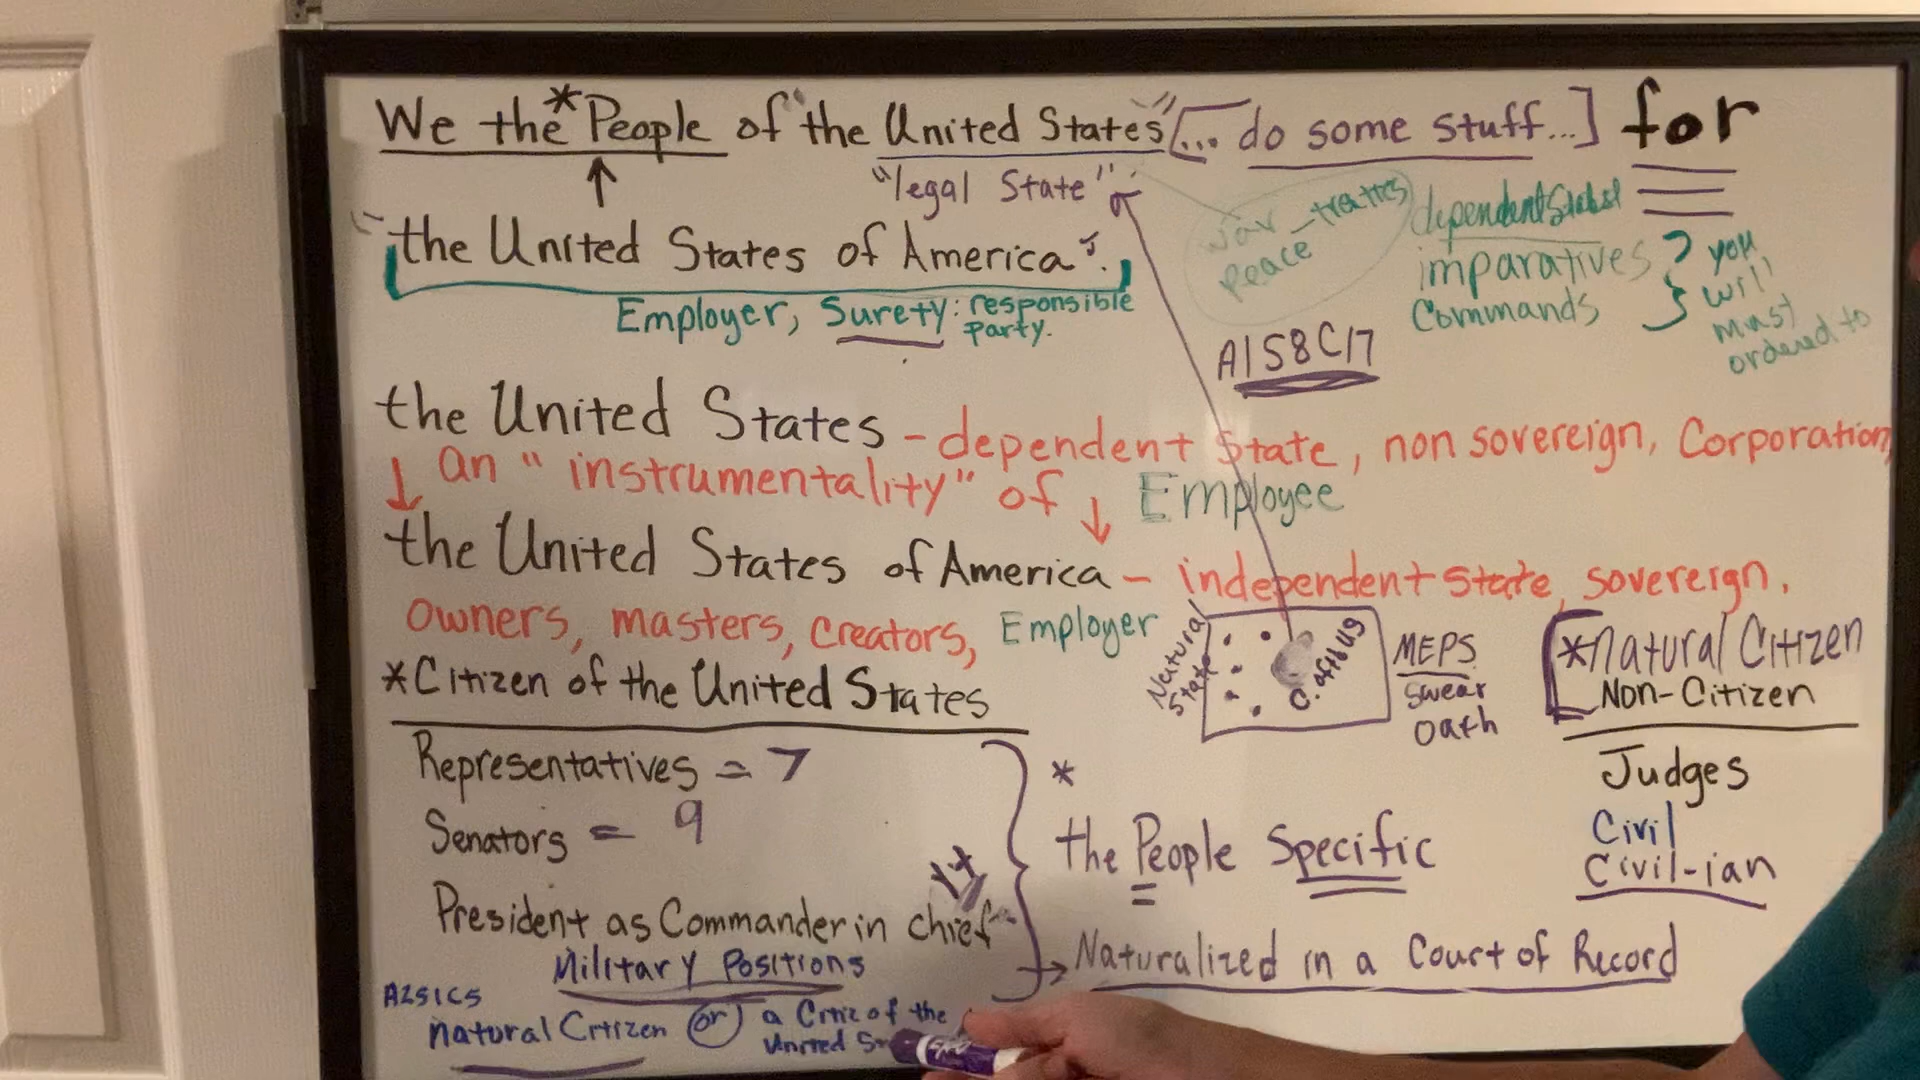 We the *People of "the United States" [... do some stuff...] for
"legal State"
"the United States of America".
Employer, Surety: responsible
party.
war - treaties
peace
dependent
imparatives
Commands
you
will
must
ordered to
A1S8C17
the United States - dependent State, non sovereign, Corporation,
an "instrumentality" of Employee
the United States of America - independent State, sovereign.
owners, masters, creators, Employer
*Citizen of the United States
Natural
State
C. of the US
MEPS
swear
oath
*Natural Citizen
Non-Citizen
Representatives = 7
Senators = 9
14
President as Commander in chief
Military Positions
*
the People Specific
Naturalized in a Court of Record
Judges
Civil
Civil-ian
A2S1C5
natural Citizen or a Citiz of the
United
EXPO